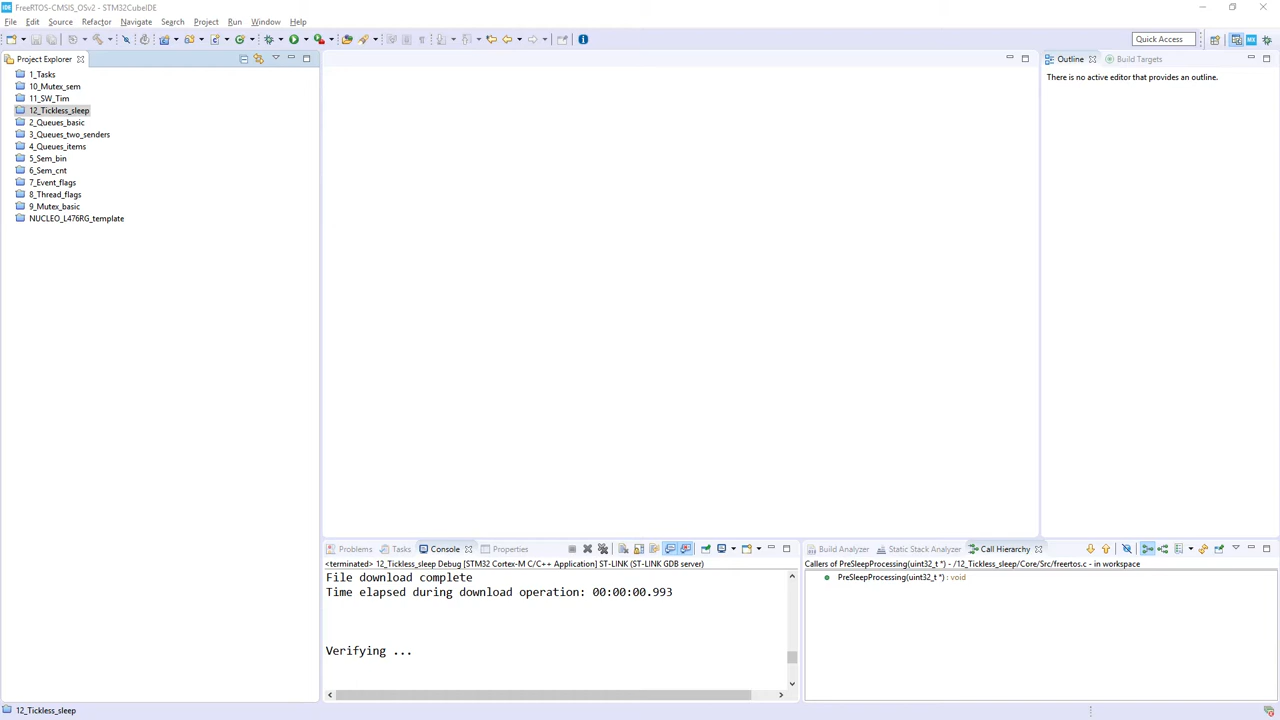 FreeRTOS-CMSIS_OSv2 - STM32CubeIDE
File Edit Source Refactor Navigate Search Project Run Window Help
Quick Access
Project Explorer
1_Tasks
10_Mutex_sem
11_SW_Tim
12_Tickless_sleep
2_Queues_basic
3_Queues_two_senders
4_Queues_items
5_Sem_bin
6_Sem_cnt
7_Event_flags
8_Thread_flags
9_Mutex_basic
NUCLEO_L476RG_template
Outline Build Targets
There is no active editor that provides an outline.
Problems Tasks Console Properties
<terminated> 12_Tickless_sleep Debug [STM32 Cortex-M C/C++ Application] ST-LINK (ST-LINK GDB server)
File download complete
Time elapsed during download operation: 00:00:00.993
Verifying ...
Build Analyzer Static Stack Analyzer Call Hierarchy
Callers of PreSleepProcessing(uint32_t *) - /12_Tickless_sleep/Core/Src/freertos.c - in workspace
PreSleepProcessing(uint32_t *) : void
12_Tickless_sleep